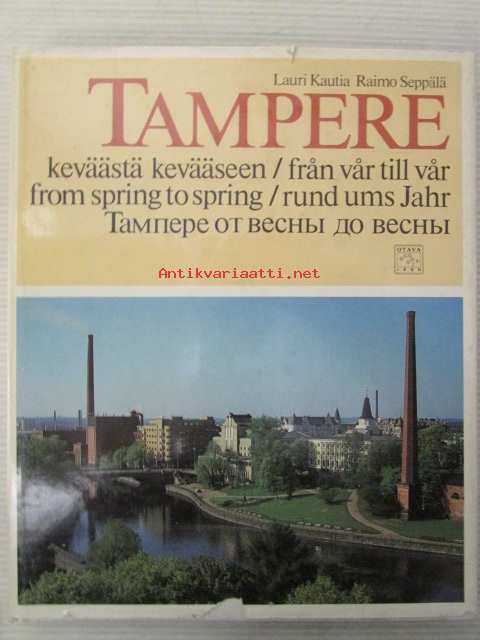 Lauri Kautia Raimo Seppälä
TAMPERE
keväästä kevääseen / från vår till vår
from spring to spring / rund ums Jahr
Тампере от весны до весны
OTAVA
Antikvariaatti.net